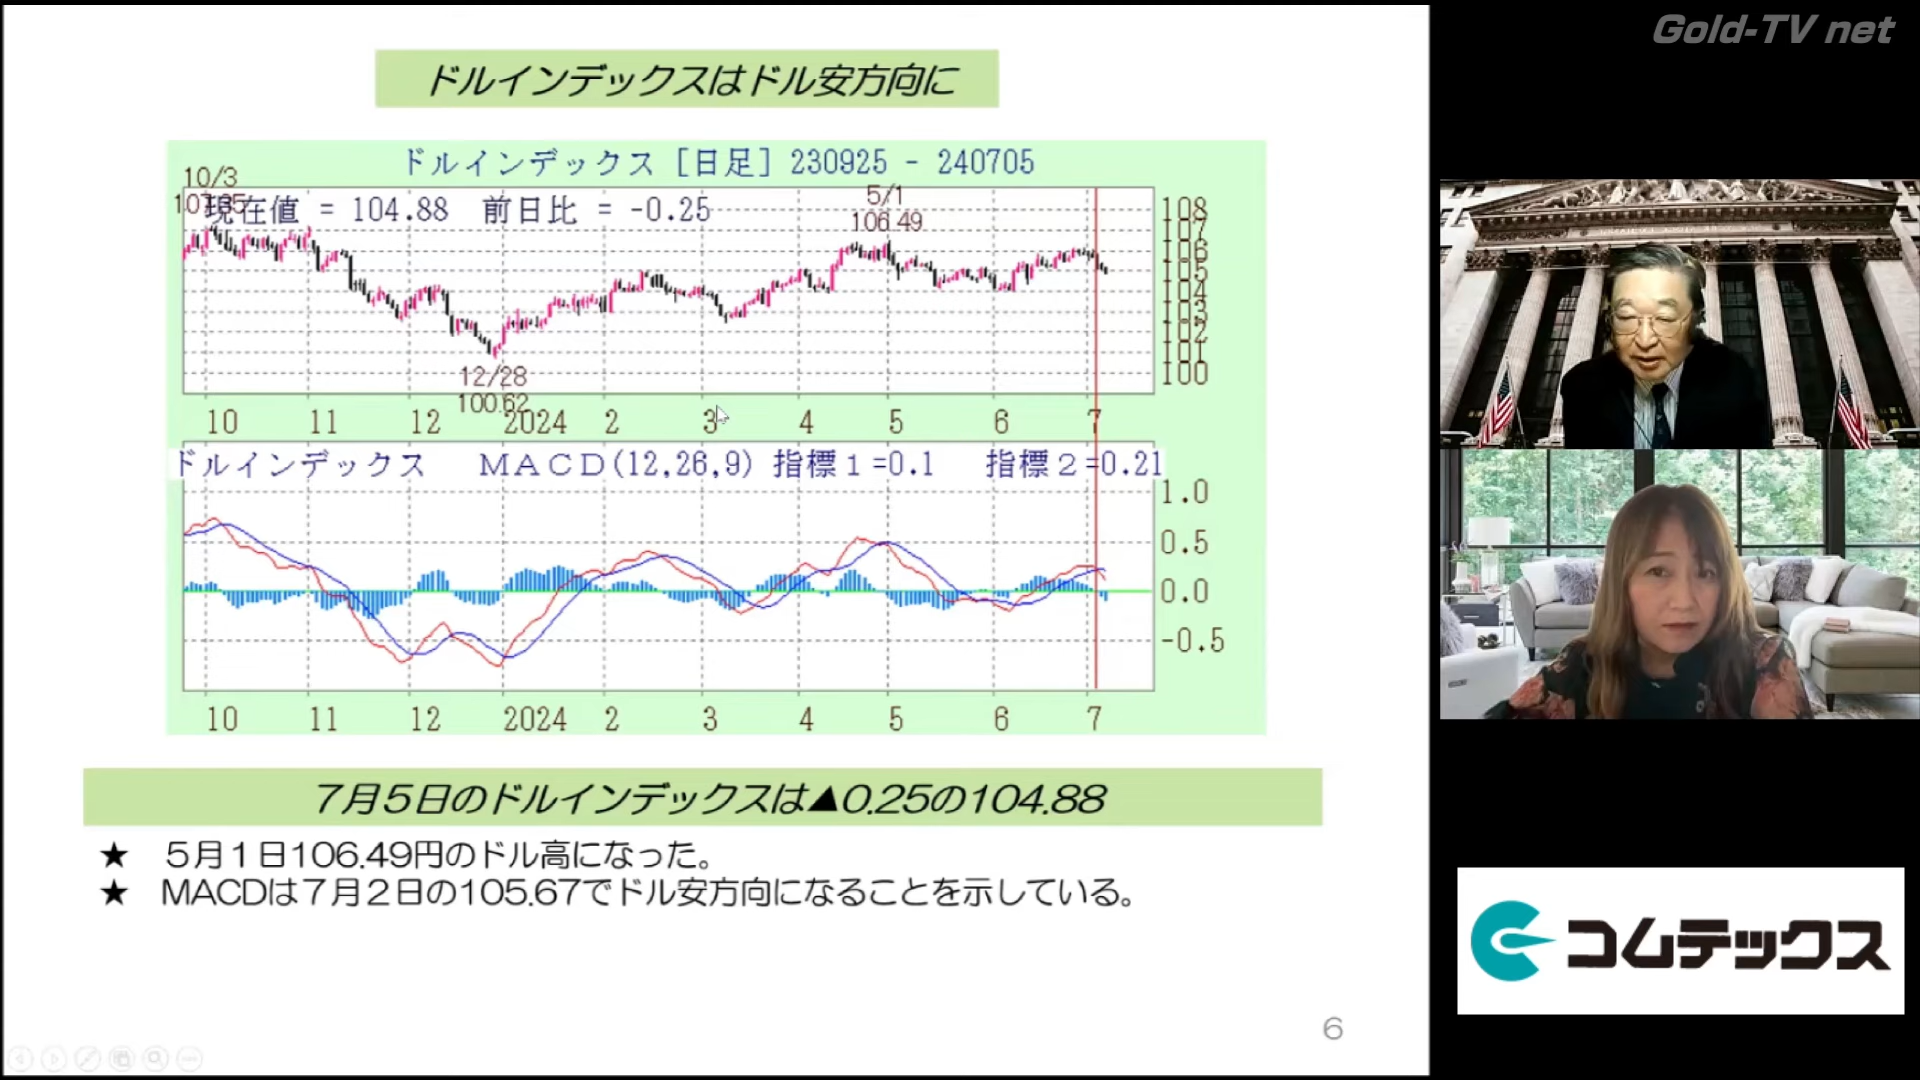 Gold-TV net
ドルインデックスはドル安方向に
ドルインデックス [日足] 230925 - 240705
10/3
現在値 = 104.88 前日比 = -0.25
5/1
106.49
108
107
106
105
104
103
102
101
100
12/28
100.62
10 11 12 2024 2 3 4 5 6 7
ドルインデックス MACD(12,26,9) 指標1=0.1 指標2=0.21
1.0
0.5
0.0
-0.5
10 11 12 2024 2 3 4 5 6 7
7月5日のドルインデックスは▲0.25の104.88
★ 5月1日106.49円のドル高になった。
★ MACDは7月2日の105.67でドル安方向になることを示している。
6
コムテックス